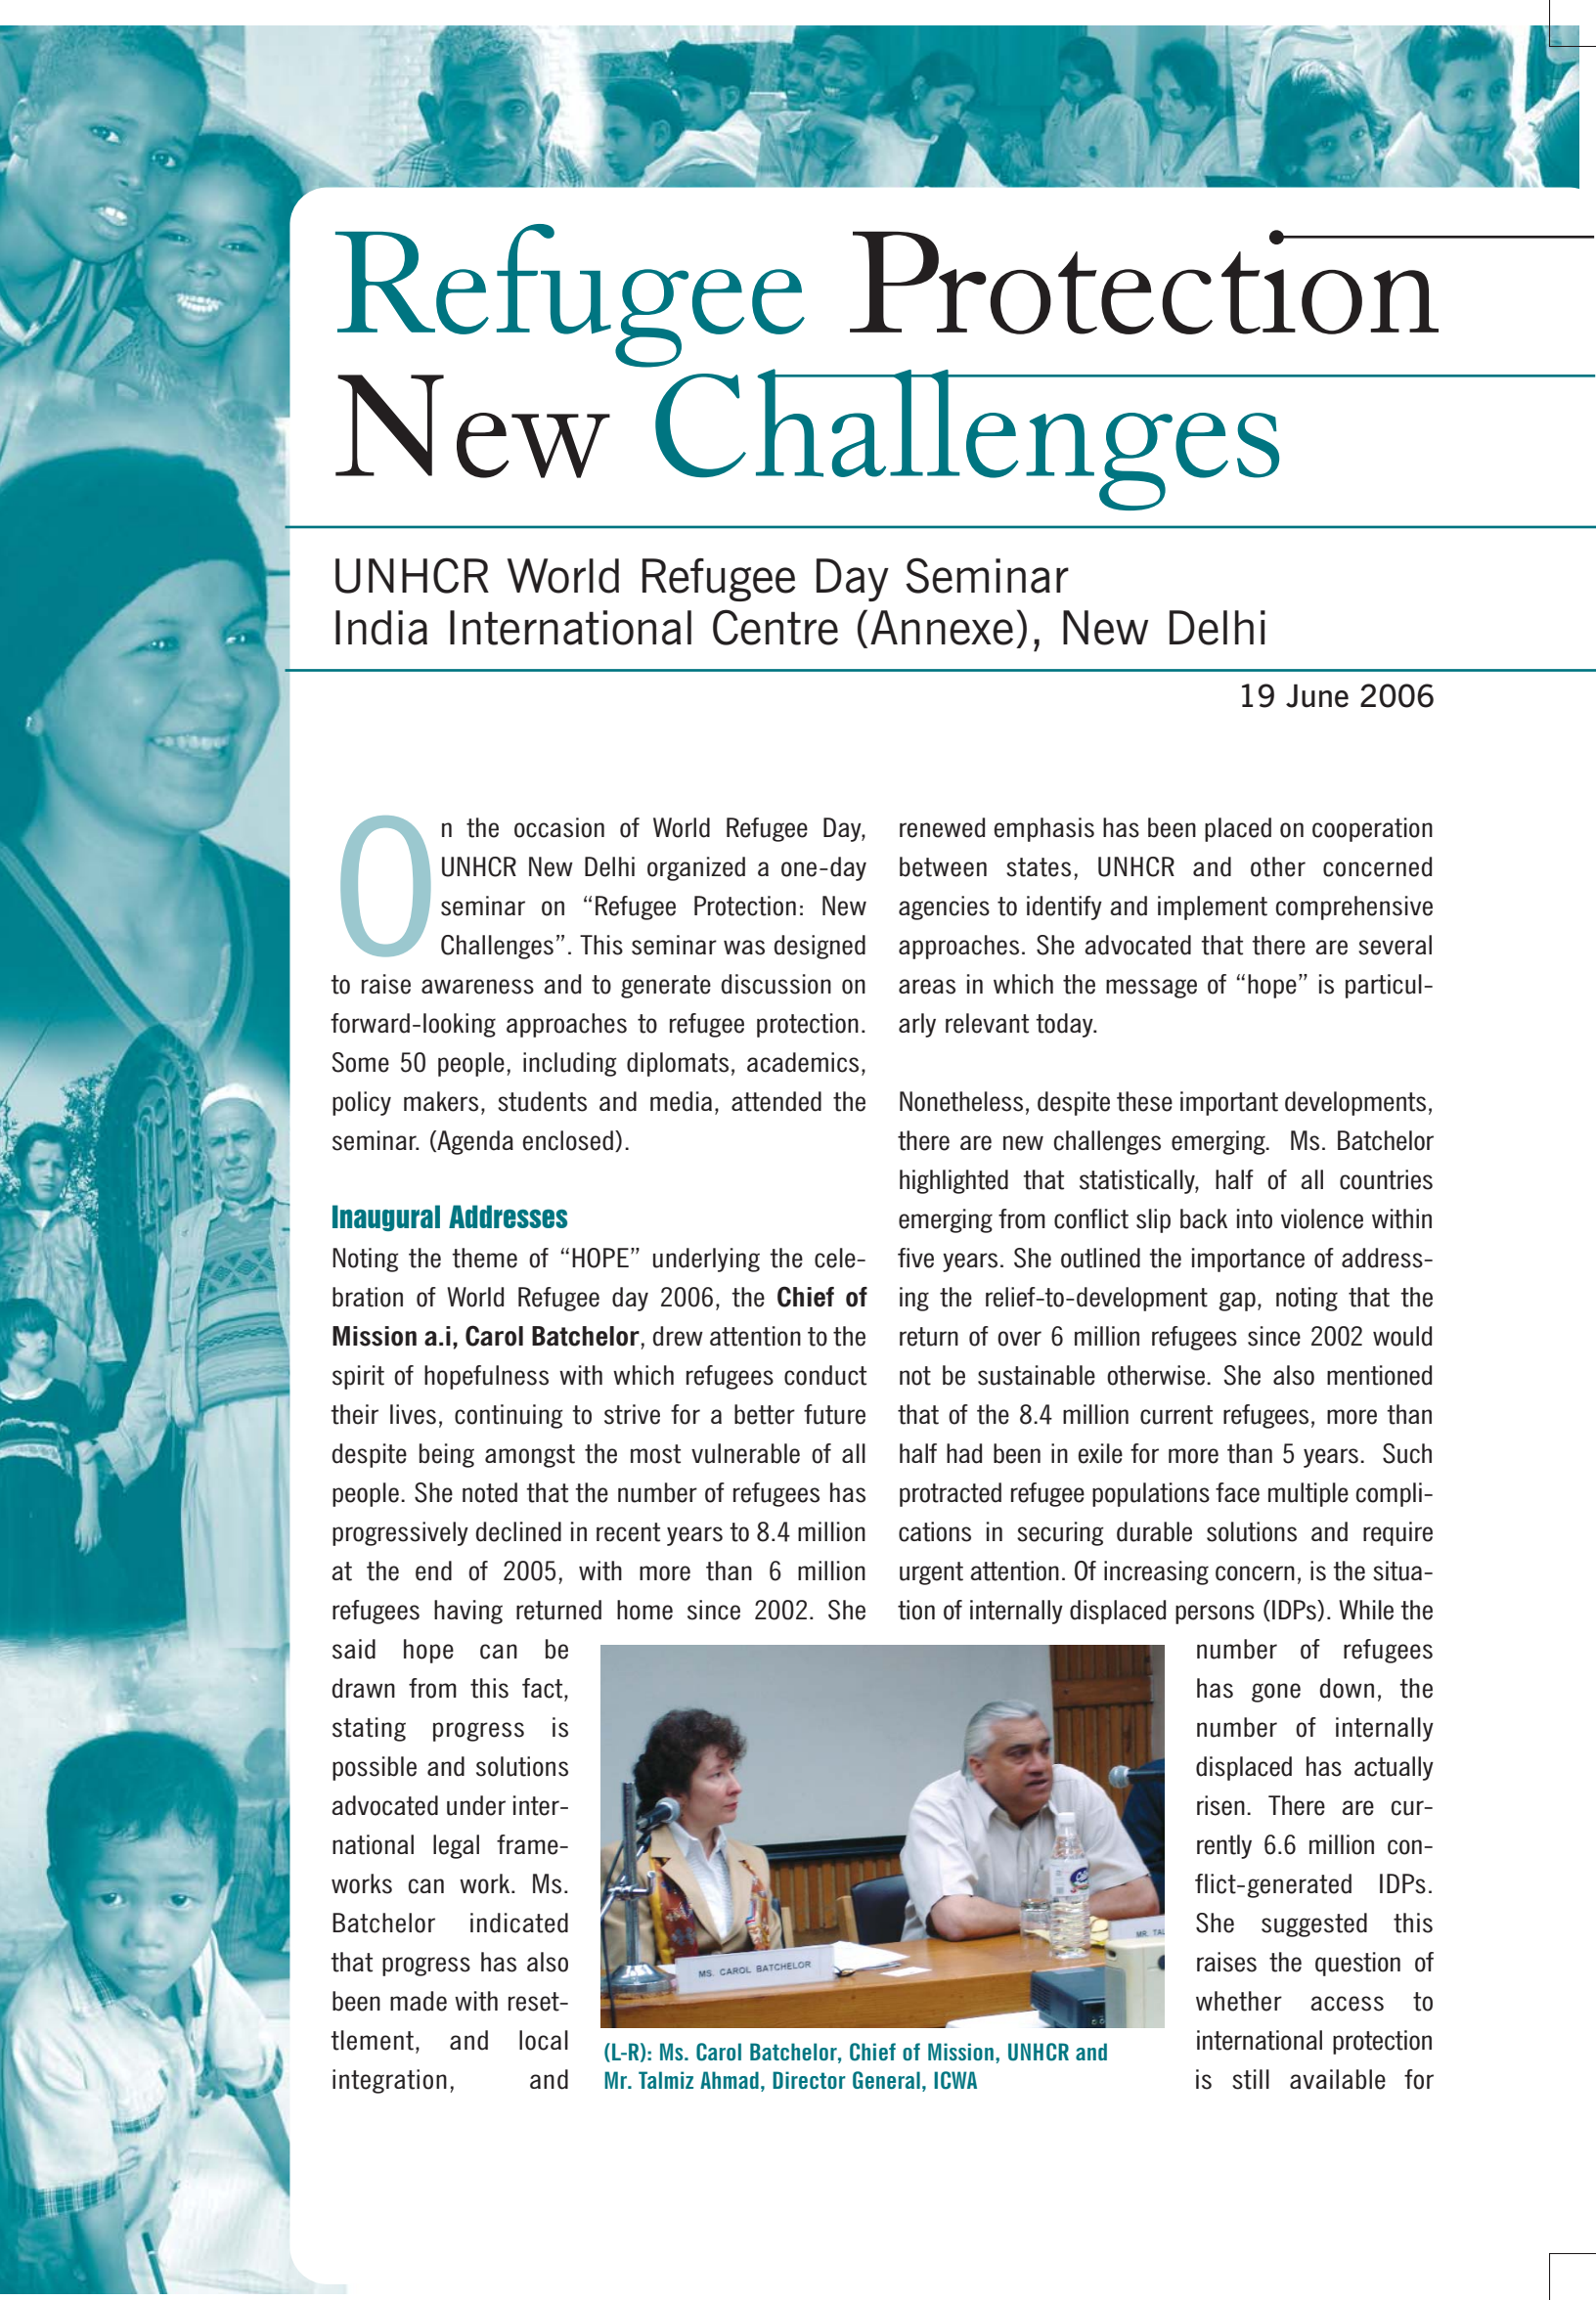 Refugee Protection
New Challenges
UNHCR World Refugee Day Seminar
India International Centre (Annexe), New Delhi
19 June 2006
On the occasion of World Refugee Day,
UNHCR New Delhi organized a one-day
seminar on “Refugee Protection: New
Challenges”. This seminar was designed
to raise awareness and to generate discussion on
forward-looking approaches to refugee protection.
Some 50 people, including diplomats, academics,
policy makers, students and media, attended the
seminar. (Agenda enclosed).
Inaugural Addresses
Noting the theme of “HOPE” underlying the cele-
bration of World Refugee day 2006, the Chief of
Mission a.i, Carol Batchelor, drew attention to the
spirit of hopefulness with which refugees conduct
their lives, continuing to strive for a better future
despite being amongst the most vulnerable of all
people. She noted that the number of refugees has
progressively declined in recent years to 8.4 million
at the end of 2005, with more than 6 million
refugees having returned home since 2002. She
said hope can be
drawn from this fact,
stating progress is
possible and solutions
advocated under inter-
national legal frame-
works can work. Ms.
Batchelor indicated
that progress has also
been made with reset-
tlement, and local
integration, and
renewed emphasis has been placed on cooperation
between states, UNHCR and other concerned
agencies to identify and implement comprehensive
approaches. She advocated that there are several
areas in which the message of “hope” is particul-
arly relevant today.
Nonetheless, despite these important developments,
there are new challenges emerging. Ms. Batchelor
highlighted that statistically, half of all countries
emerging from conflict slip back into violence within
five years. She outlined the importance of address-
ing the relief-to-development gap, noting that the
return of over 6 million refugees since 2002 would
not be sustainable otherwise. She also mentioned
that of the 8.4 million current refugees, more than
half had been in exile for more than 5 years. Such
protracted refugee populations face multiple compli-
cations in securing durable solutions and require
urgent attention. Of increasing concern, is the situa-
tion of internally displaced persons (IDPs). While the
number of refugees
has gone down, the
number of internally
displaced has actually
risen. There are cur-
rently 6.6 million con-
flict-generated IDPs.
She suggested this
raises the question of
whether access to
international protection
is still available for
MS. CAROL BATCHELOR
MR. TAL
(L-R): Ms. Carol Batchelor, Chief of Mission, UNHCR and
Mr. Talmiz Ahmad, Director General, ICWA